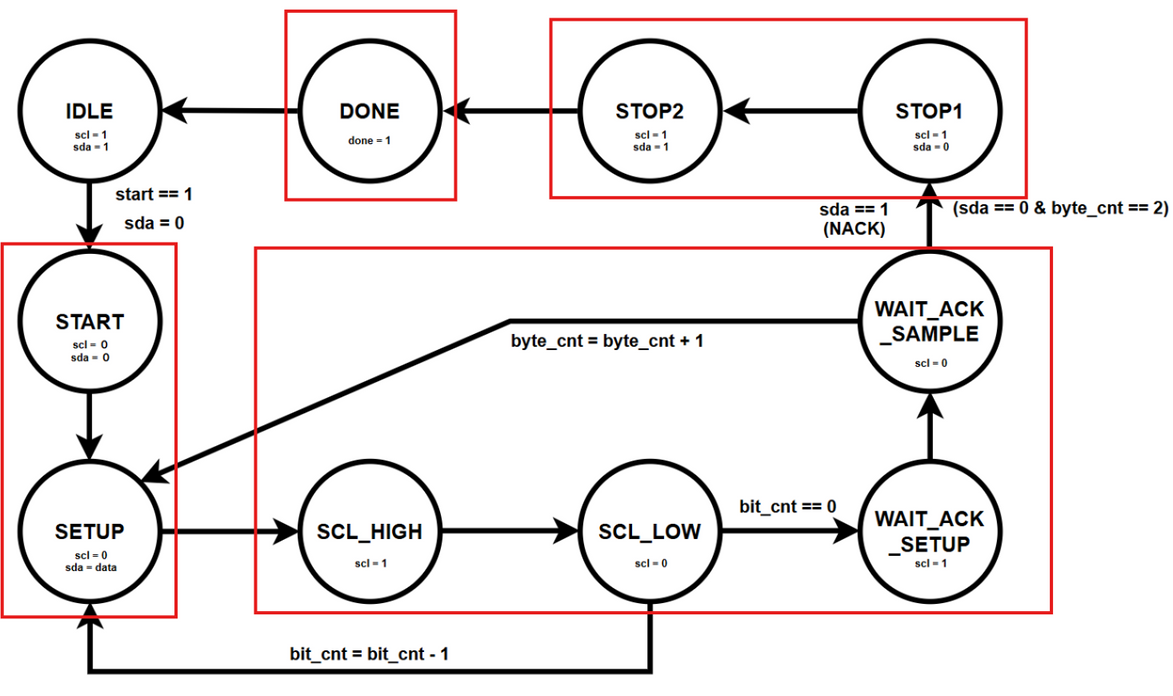 IDLE
scl = 1
sda = 1
DONE
done = 1
STOP2
scl = 1
sda = 1
STOP1
scl = 1
sda = 0
start == 1
sda = 0
sda == 1
(NACK)
(sda == 0 & byte_cnt == 2)
START
scl = 0
sda = 0
byte_cnt = byte_cnt + 1
WAIT_ACK
_SAMPLE
scl = 0
SETUP
scl = 0
sda = data
SCL_HIGH
scl = 1
SCL_LOW
scl = 0
bit_cnt == 0
WAIT_ACK
_SETUP
scl = 1
bit_cnt = bit_cnt - 1